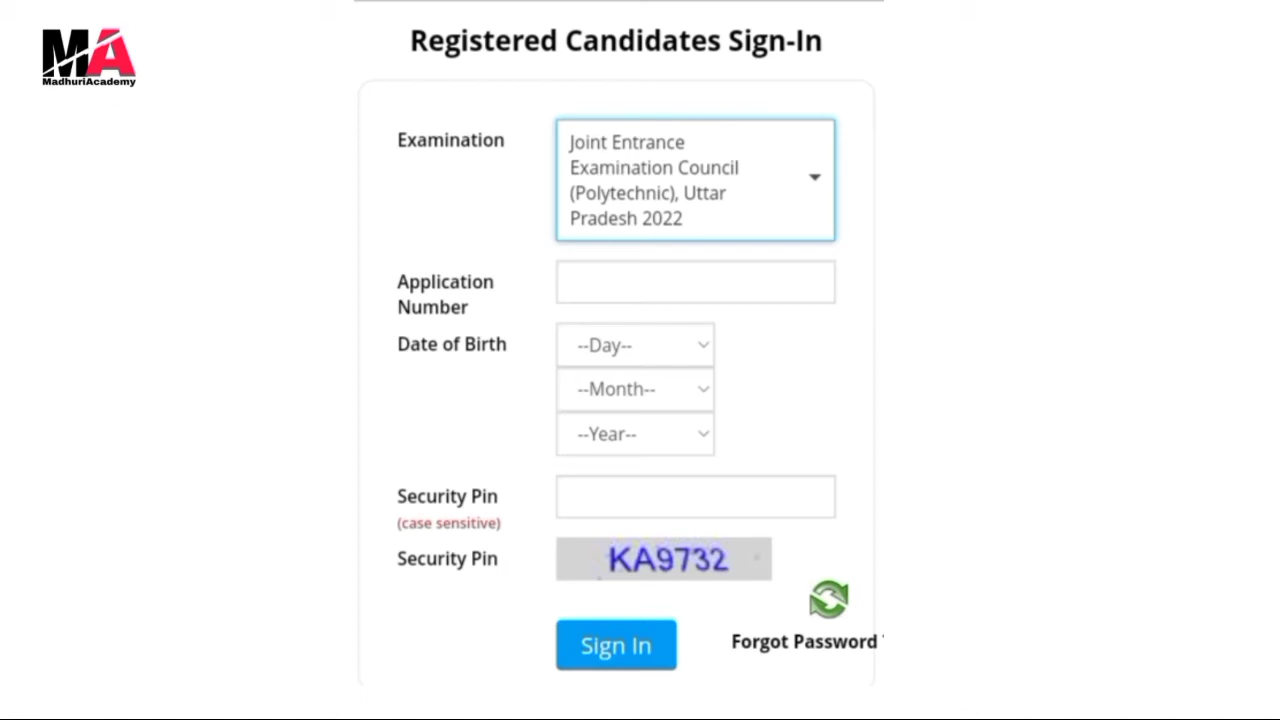 MA
MadhuriAcademy
Registered Candidates Sign-In
Examination
Joint Entrance
Examination Council
(Polytechnic), Uttar
Pradesh 2022
Application
Number
Date of Birth
--Day--
--Month--
--Year--
Security Pin
(case sensitive)
Security Pin
KA9732
Sign In
Forgot Password